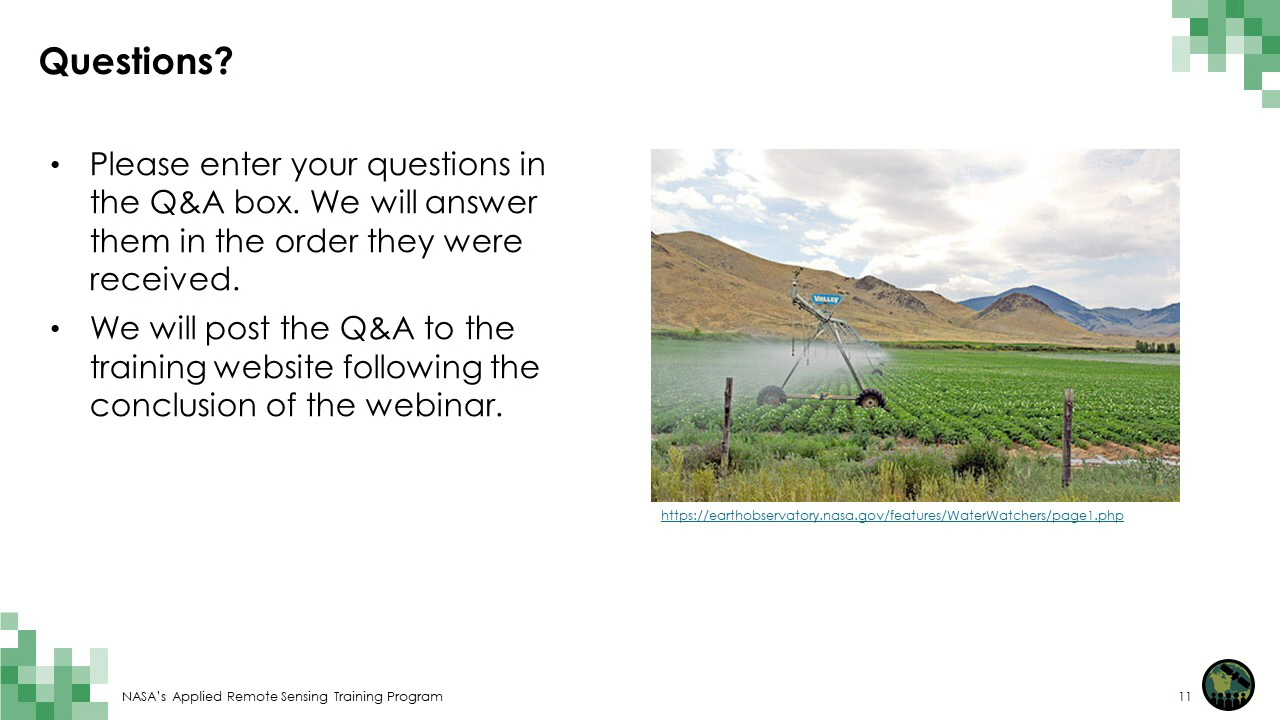 Questions?
• Please enter your questions in
the Q&A box. We will answer
them in the order they were
received.
• We will post the Q&A to the
training website following the
conclusion of the webinar.
VALLEY
https://earthobservatory.nasa.gov/features/WaterWatchers/page1.php
NASA's Applied Remote Sensing Training Program
11